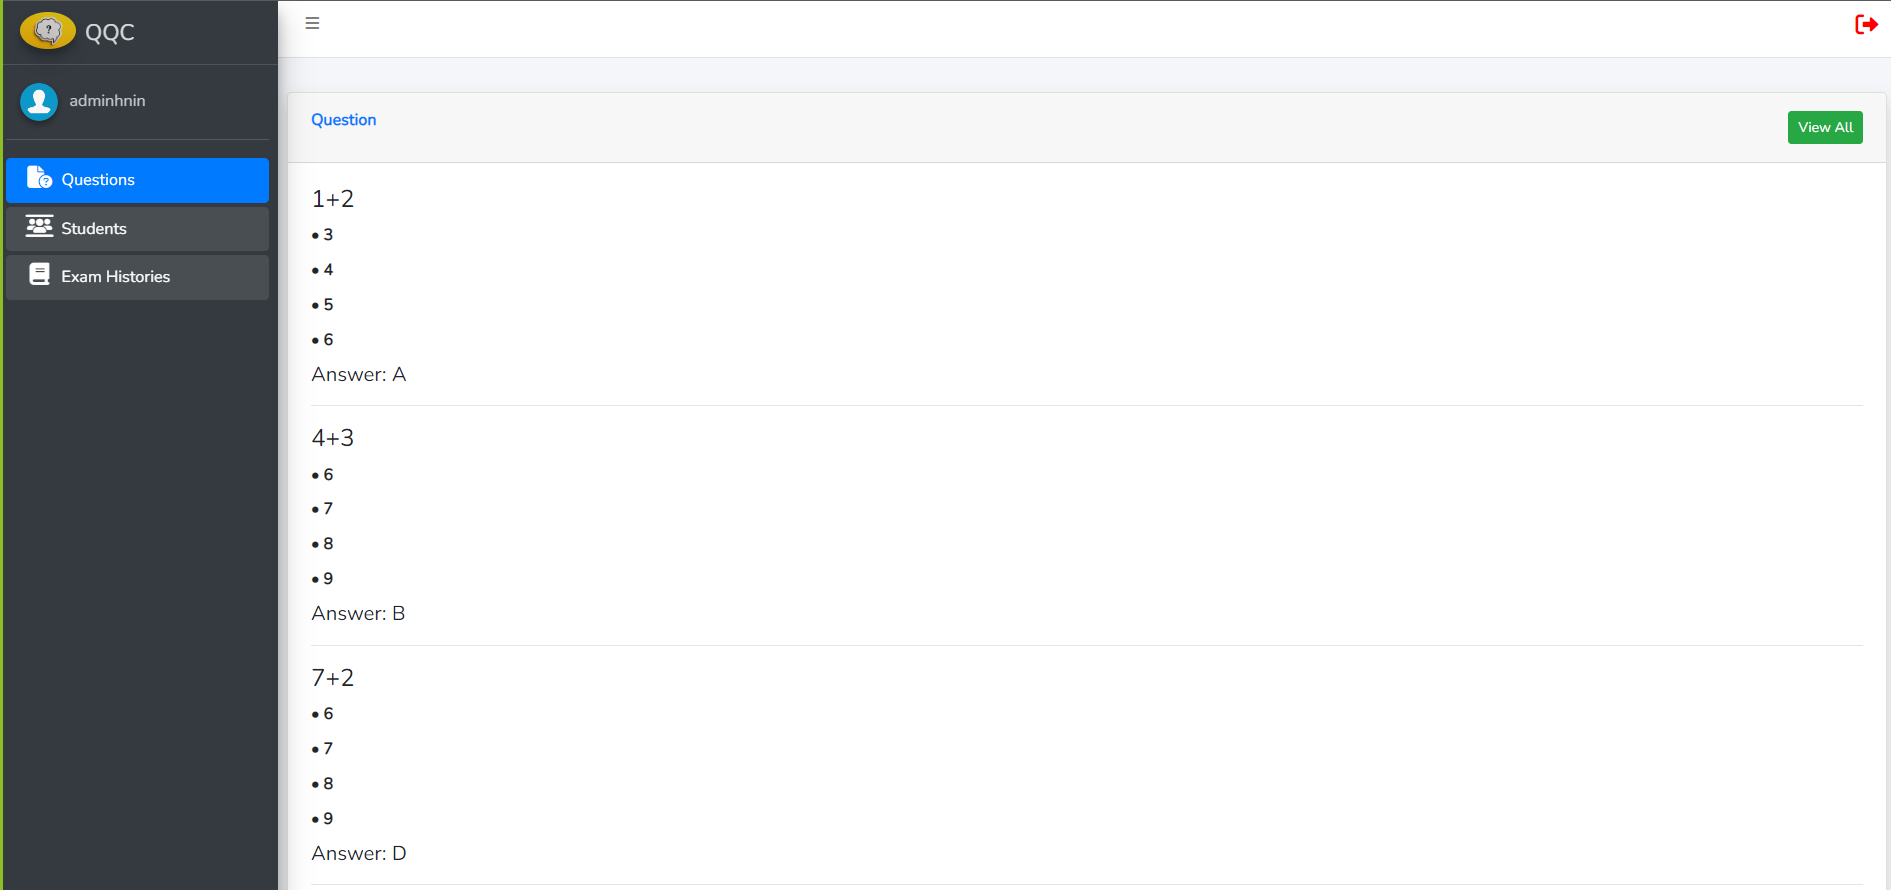 QQC
adminhnin
Questions
Students
Exam Histories
Question
View All
1+2
• 3
• 4
• 5
• 6
Answer: A
4+3
• 6
• 7
• 8
• 9
Answer: B
7+2
• 6
• 7
• 8
• 9
Answer: D